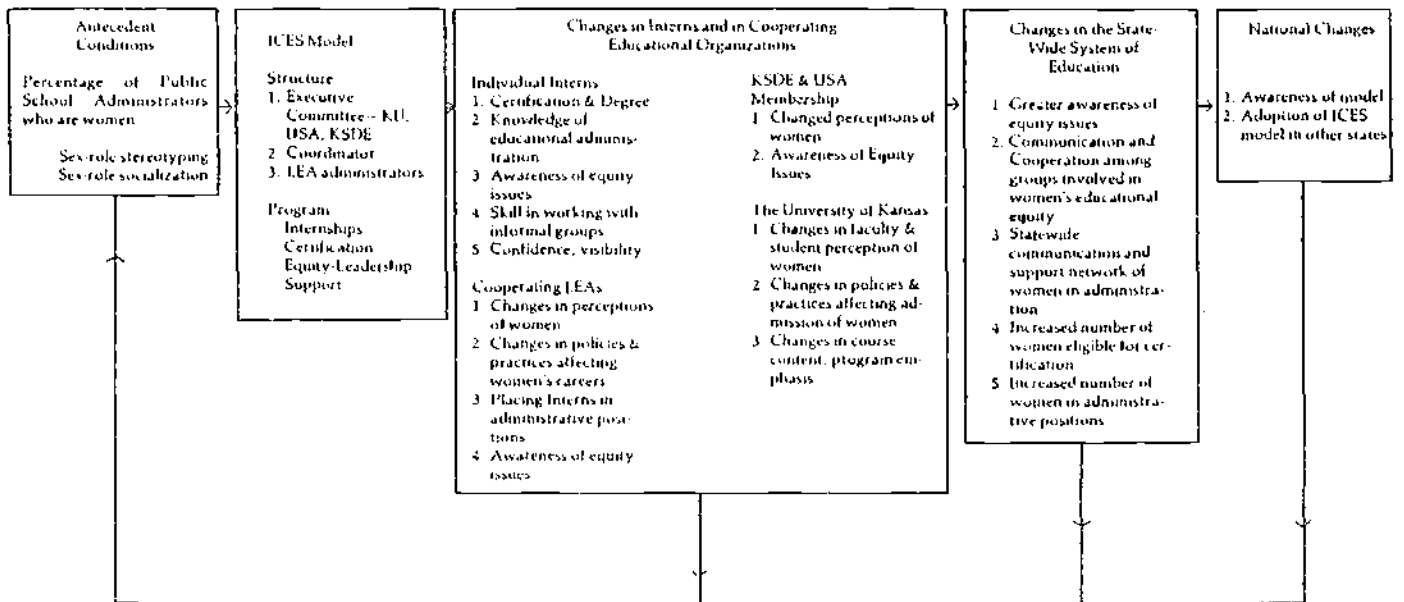 Antecedent
Conditions
Percentage of Public
School Administrators
who are women
Sex-role stereotyping
Sex-role socialization
ICES Model
Structure
1. Executive
Committee-- KU,
USA, KSDE
2 Coordinator
3. LEA administrators
Program
Internships
Certification
Equity-Leadership
Support
Changes in Interns and in Cooperating
Educational Organizations
Individual Interns
1. Certification & Degree
2 Knowledge of
educational adminis-
tration
3 Awareness of equity
issues
4 Skill in working with
informal groups
5 Confidence, visibility
Cooperating LEAs
1 Changes in perceptions
of women
2 Changes in policies &
practices affecting
women's careers
3 Placing Interns in
administrative posi-
tions
4 Awareness of equity
issues
KSDE & USA
Membership
1 Changed perceptions of
women
2. Awareness of Equity
Issues
The University of Kansas
1 Changes in faculty &
student perception of
women
2 Changes in policies &
practices affecting ad-
mission of women
3 Changes in course
content, program em-
phasis
Changes in the State-
Wide System of
Education
1 Greater awareness of
equity issues
2. Communication and
Cooperation among
groups involved in
women's educational
equity
3 Statewide
communication and
support network of
women in administra-
tion
4 Increased number of
women eligible for cer-
tification
5 Increased number of
women in administra-
tive positions
National Changes
1. Awareness of model
2. Adoption of ICES
model in other states